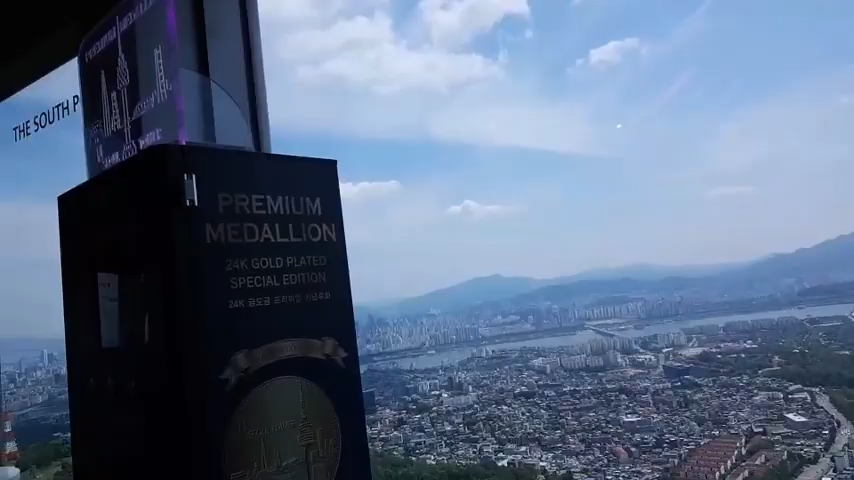 THE SOUTH P
PREMIUM
MEDALLION
24K GOLD PLATED
SPECIAL EDITION
24K 금도금 프리미엄 기념주화